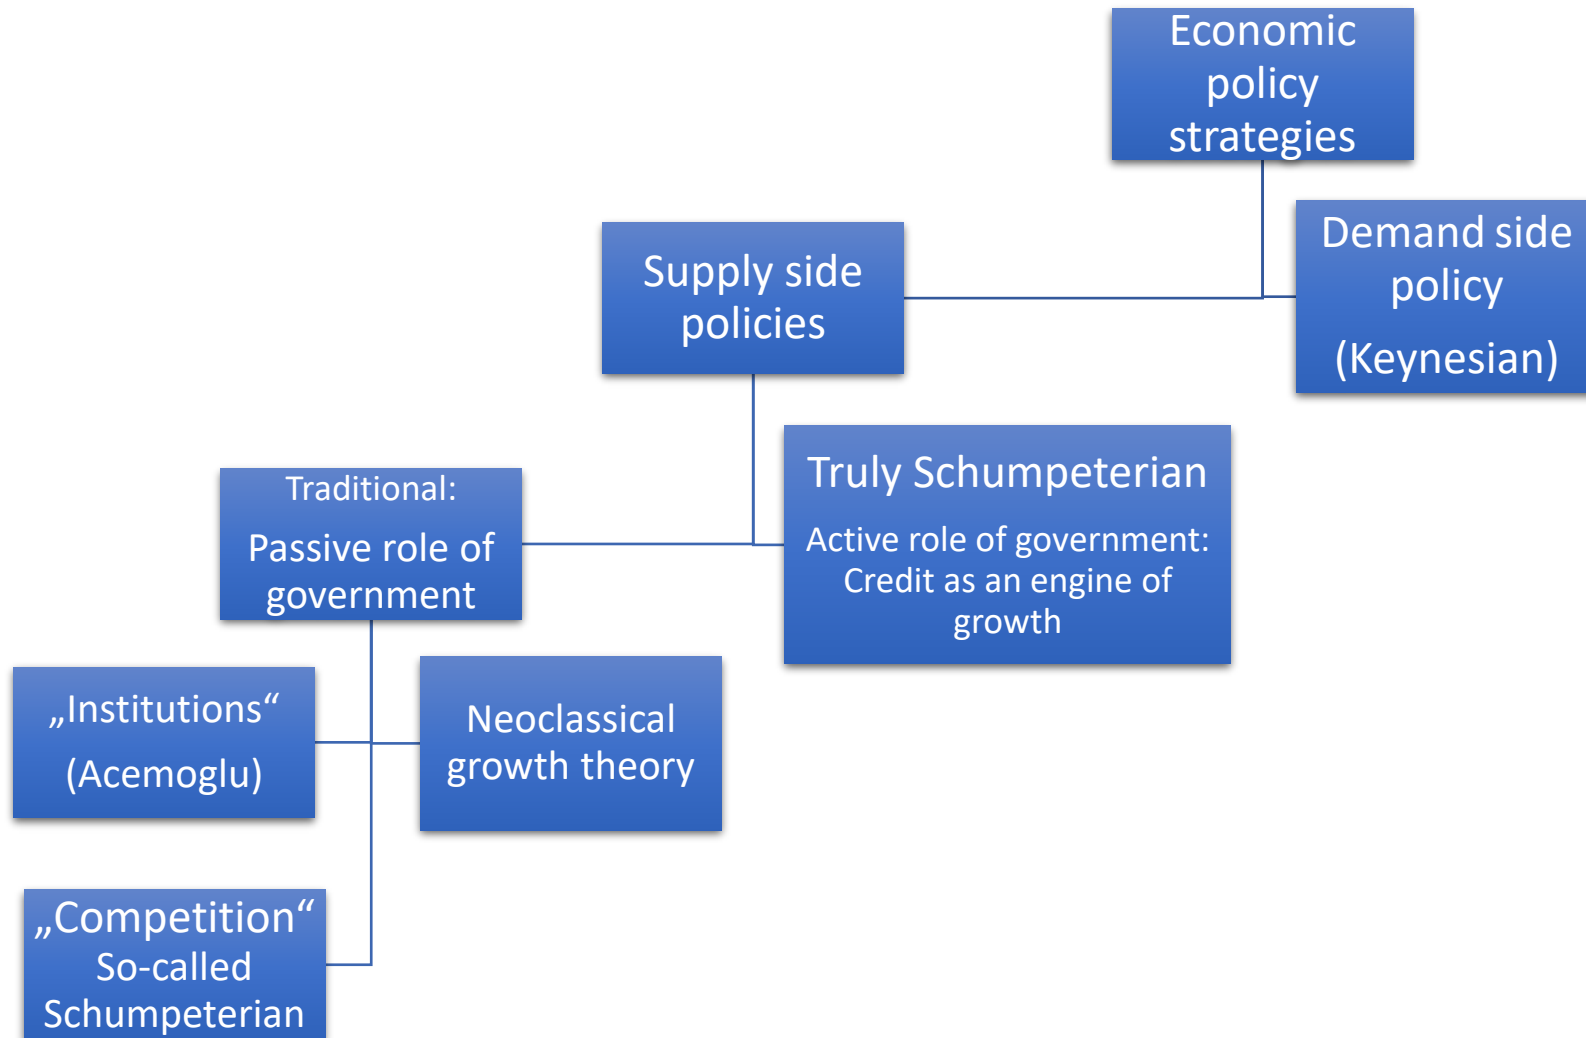 Economic
policy
strategies
Demand side
policy
(Keynesian)
Supply side
policies
Truly Schumpeterian
Active role of government:
Credit as an engine of
growth
Traditional:
Passive role of
government
„Institutions“
(Acemoglu)
Neoclassical
growth theory
„Competition“
So-called
Schumpeterian